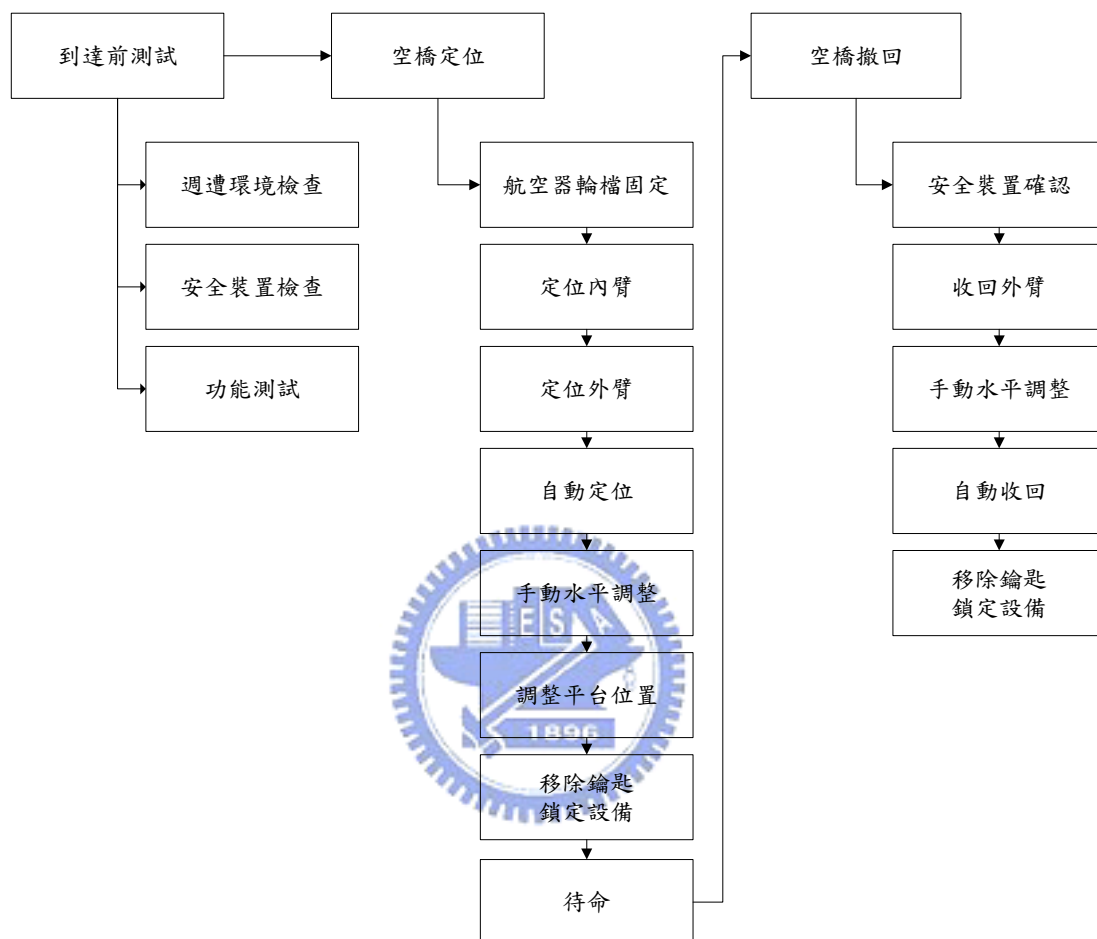 到達前測試
週遭環境檢查
安全裝置檢查
功能測試
空橋定位
航空器輪檔固定
定位內臂
定位外臂
自動定位
手動水平調整
調整平台位置
移除鑰匙
鎖定設備
待命
空橋撤回
安全裝置確認
收回外臂
手動水平調整
自動收回
移除鑰匙
鎖定設備
E S A
1896